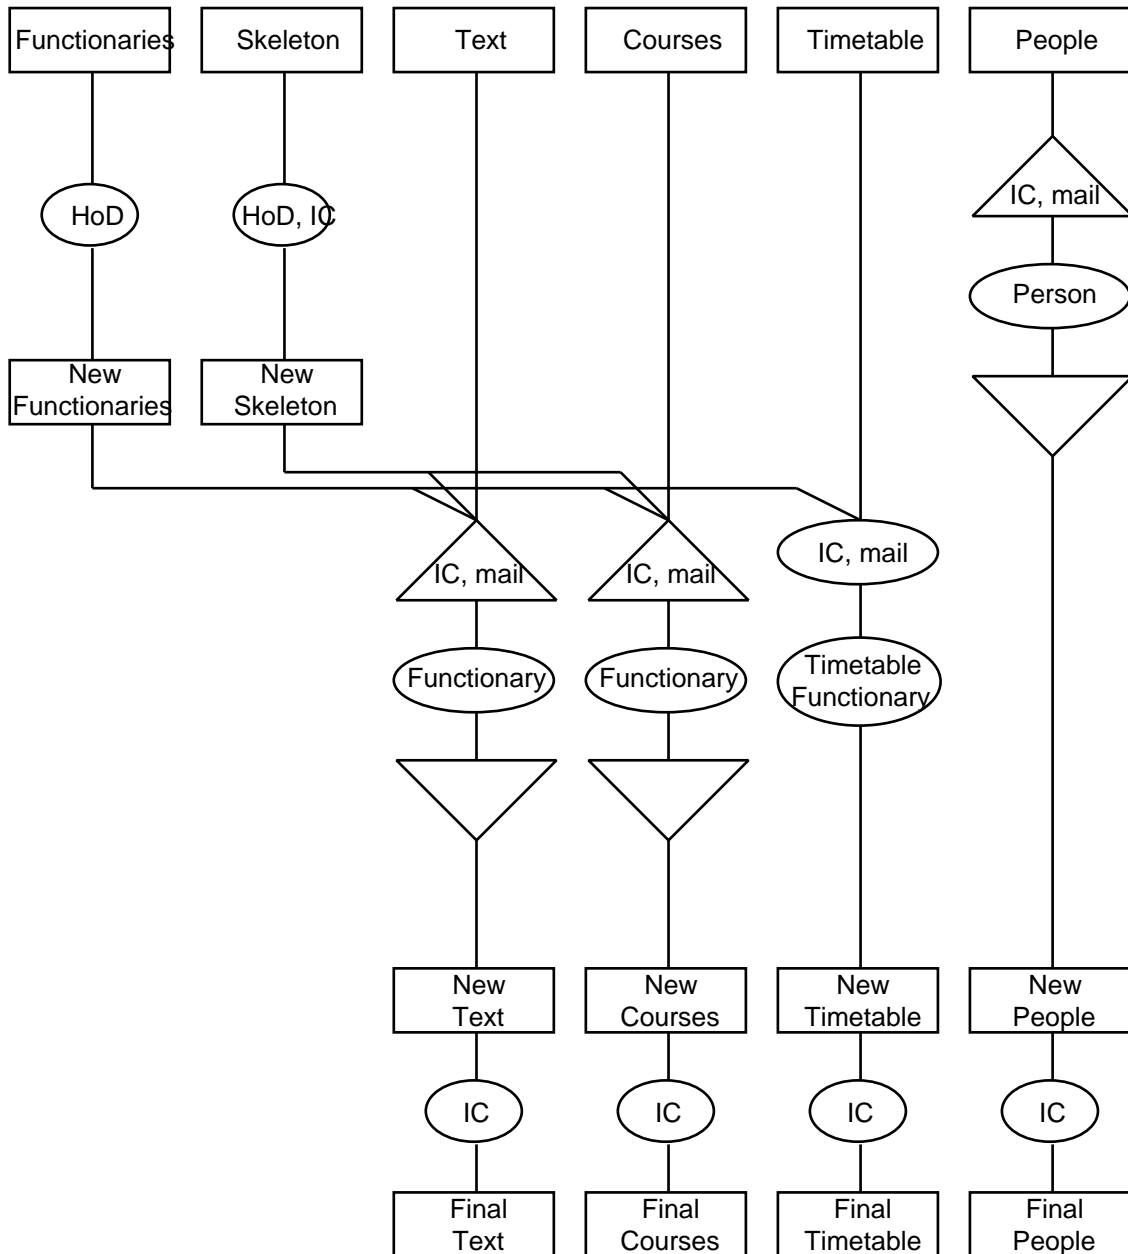 Functionaries
Skeleton
Text
Courses
Timetable
People
HoD
HoD, IC
IC, mail
Person
New
Functionaries
New
Skeleton
IC, mail
IC, mail
IC, mail
Functionary
Functionary
Timetable
Functionary
New
Text
New
Courses
New
Timetable
New
People
IC
IC
IC
IC
Final
Text
Final
Courses
Final
Timetable
Final
People